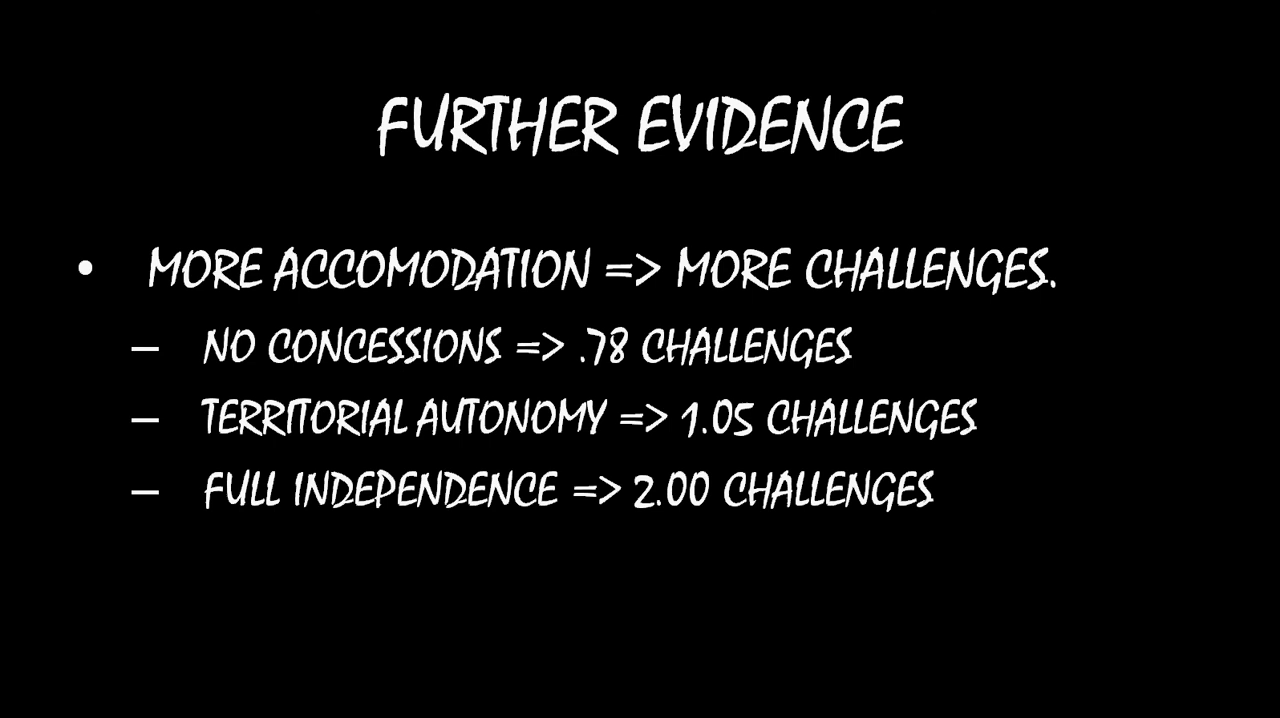 FURTHER EVIDENCE
• MORE ACCOMODATION => MORE CHALLENGES.
– NO CONCESSIONS => .78 CHALLENGES
– TERRITORIAL AUTONOMY => 1.05 CHALLENGES
– FULL INDEPENDENCE => 2.00 CHALLENGES